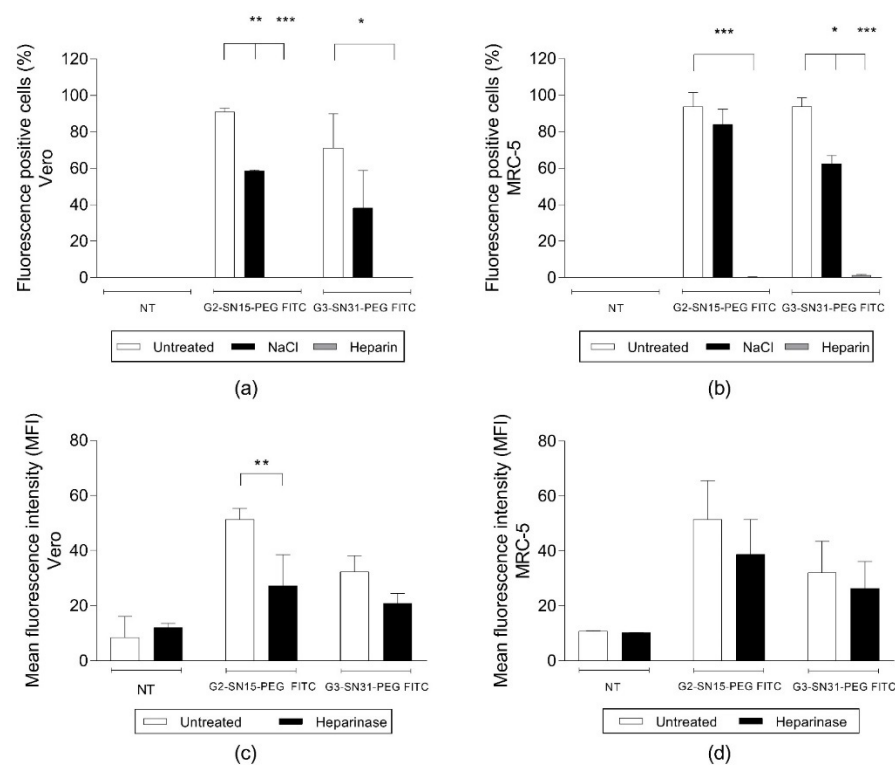 ** *** *
Fluorescence positive cells (%)
Vero
120
100
80
60
40
20
0
NT
G2-SN15-PEG FITC
G3-SN31-PEG FITC
Untreated NaCl Heparin
(a)
*** * ***
Fluorescence positive cells (%)
MRC-5
120
100
80
60
40
20
0
NT
G2-SN15-PEG FITC
G3-SN31-PEG FITC
Untreated NaCl Heparin
(b)
**
Mean fluorescence intensity (MFI)
Vero
80
60
40
20
0
NT
G2-SN15-PEG FITC
G3-SN31-PEG FITC
Untreated Heparinase
(c)
Mean fluorescence intensity (MFI)
MRC-5
80
60
40
20
0
NT
G2-SN15-PEG FITC
G3-SN31-PEG FITC
Untreated Heparinase
(d)